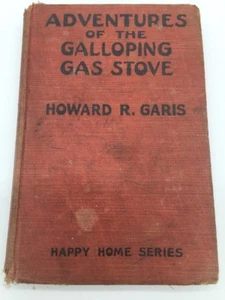 ADVENTURES
OF THE
GALLOPING
GAS STOVE
HOWARD R. GARIS
HAPPY HOME SERIES